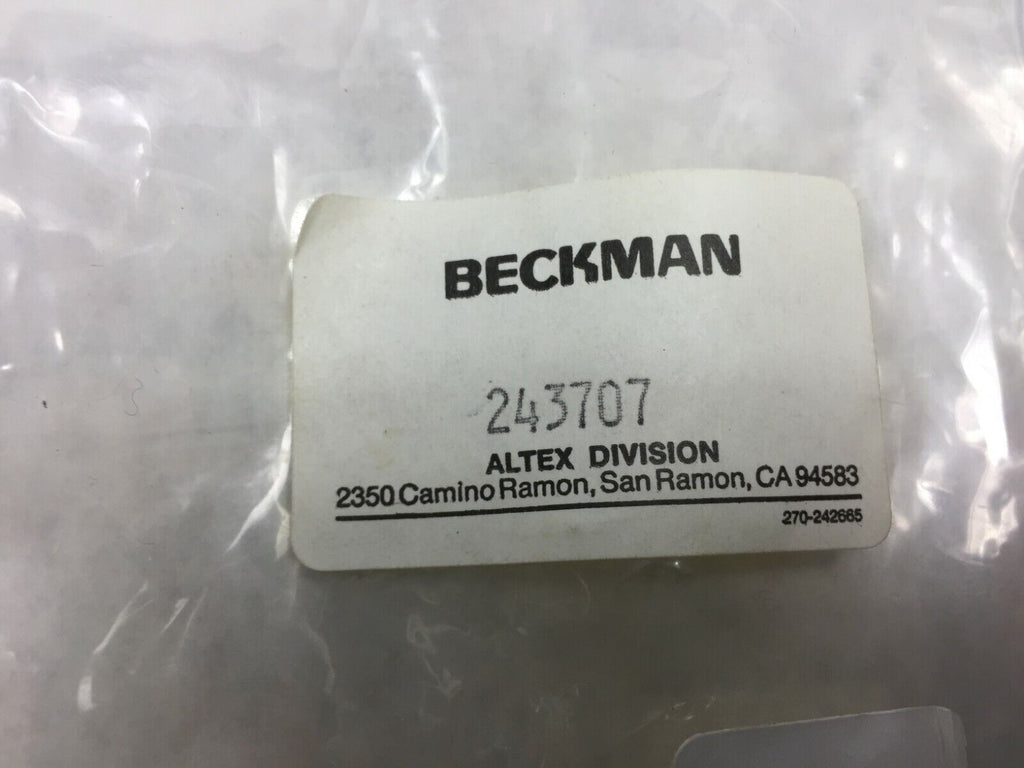 BECKMAN
243707
ALTEX DIVISION
2350 Camino Ramon, San Ramon, CA 94583
270-242665